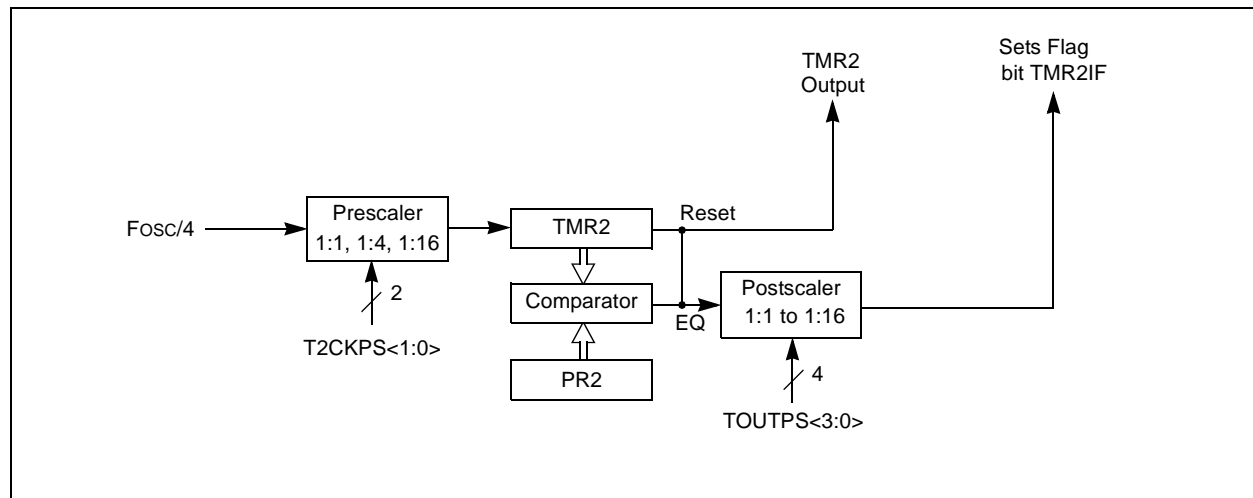 TMR2
Output
Sets Flag
bit TMR2IF
Fosc/4
Prescaler
1:1, 1:4, 1:16
2
T2CKPS<1:0>
TMR2
Reset
Comparator
EQ
PR2
Postscaler
1:1 to 1:16
4
TOUTPS<3:0>